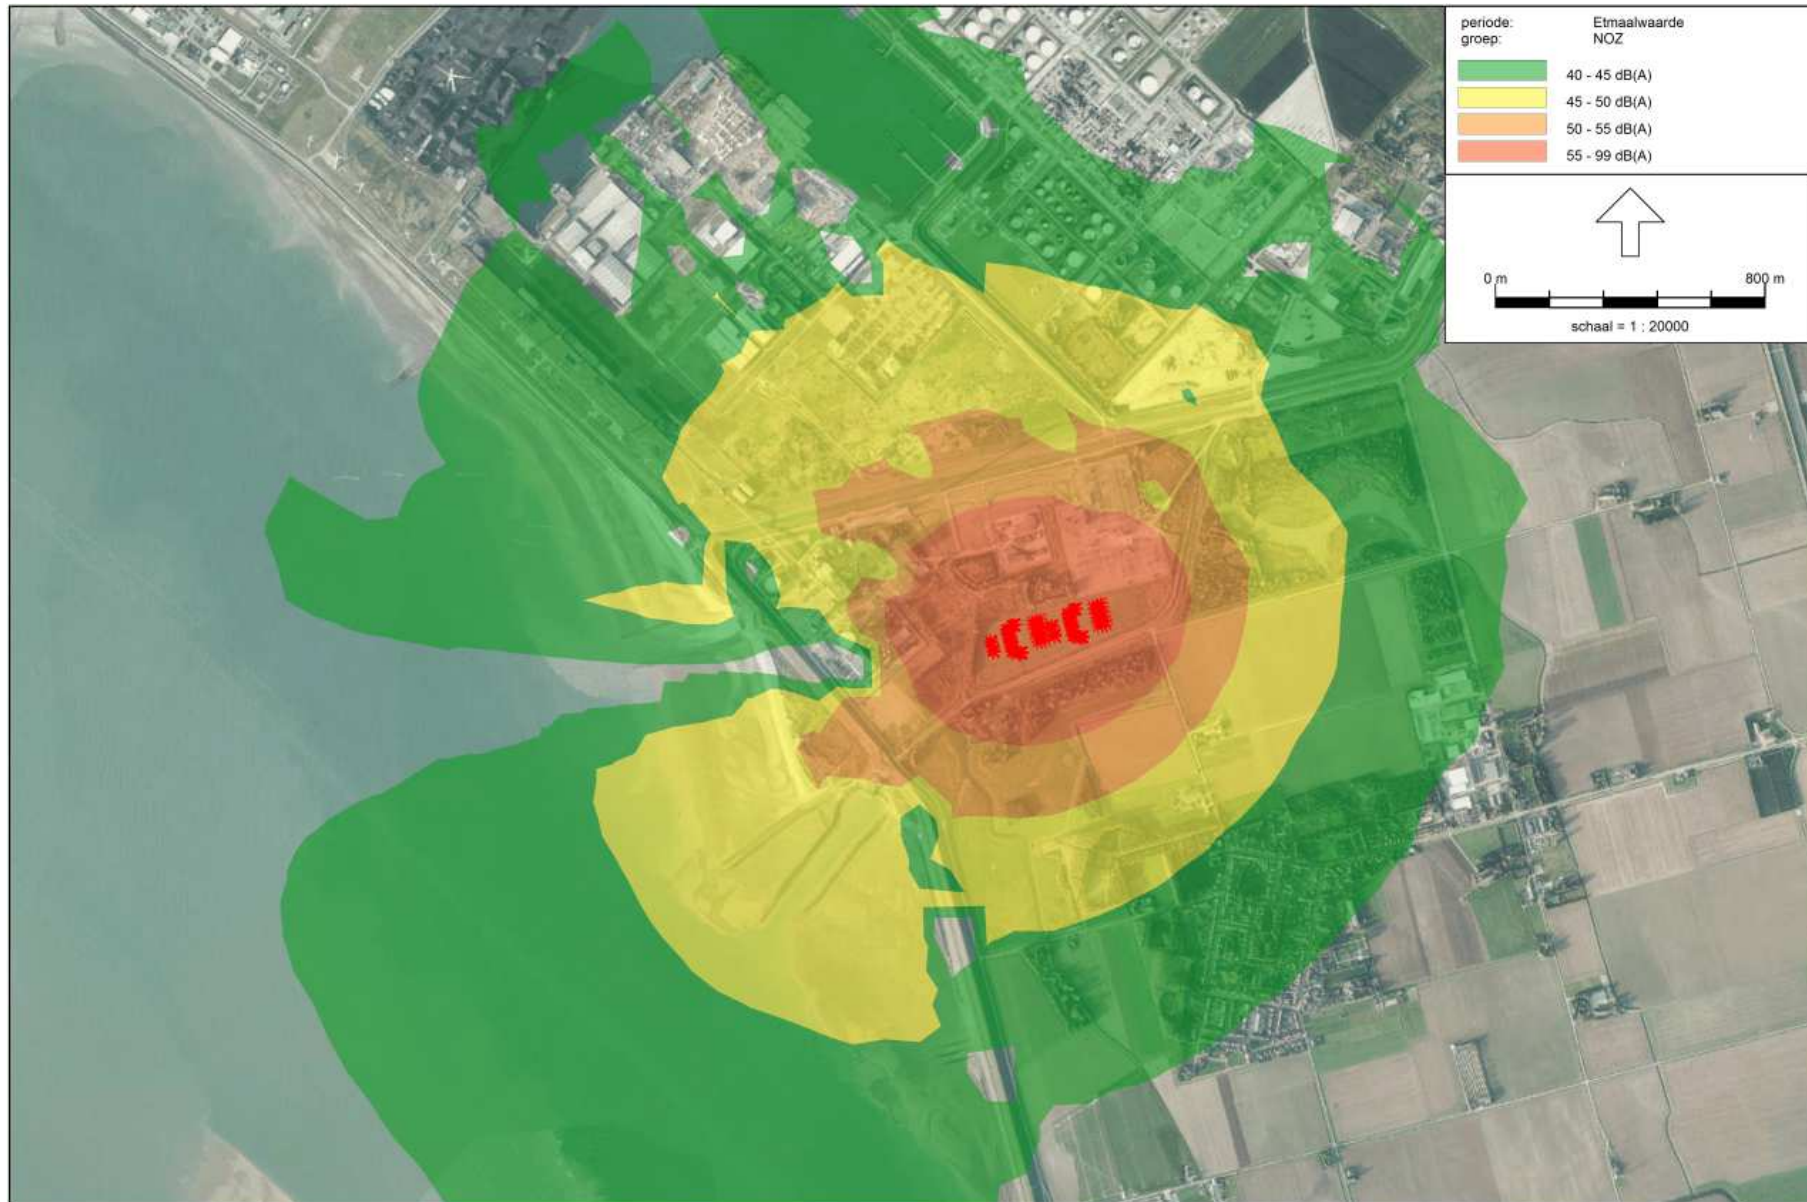 periode: Etmaalwaarde
groep: NOZ
40 - 45 dB(A)
45 - 50 dB(A)
50 - 55 dB(A)
55 - 99 dB(A)
0 m 800 m
schaal = 1 : 20000